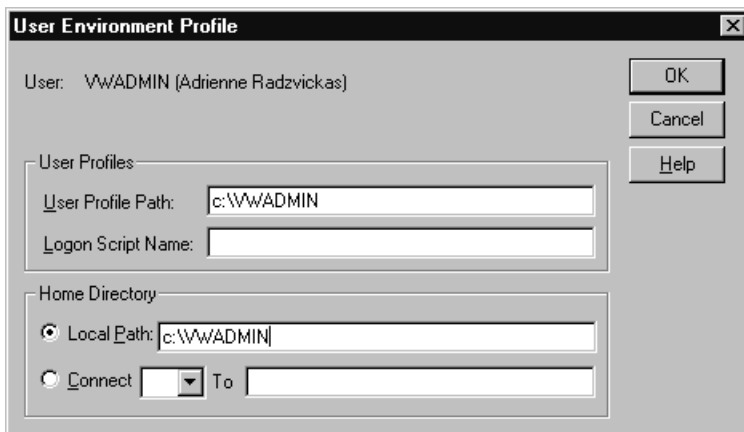 User Environment Profile
User: VWADMIN (Adrienne Radzvickas)
OK
Cancel
Help
User Profiles
User Profile Path: c:\VWADMIN
Logon Script Name:
Home Directory
Local Path: c:\VWADMIN
Connect To